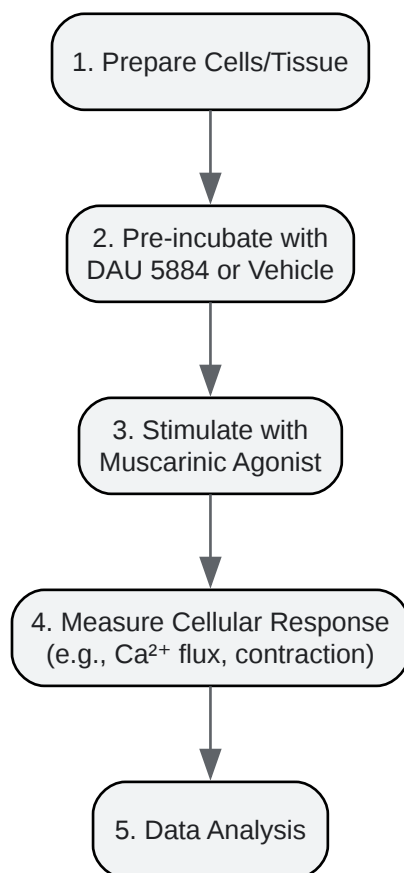 1. Prepare Cells/Tissue
2. Pre-incubate with
DAU 5884 or Vehicle
3. Stimulate with
Muscarinic Agonist
4. Measure Cellular Response
(e.g., Ca²⁺ flux, contraction)
5. Data Analysis